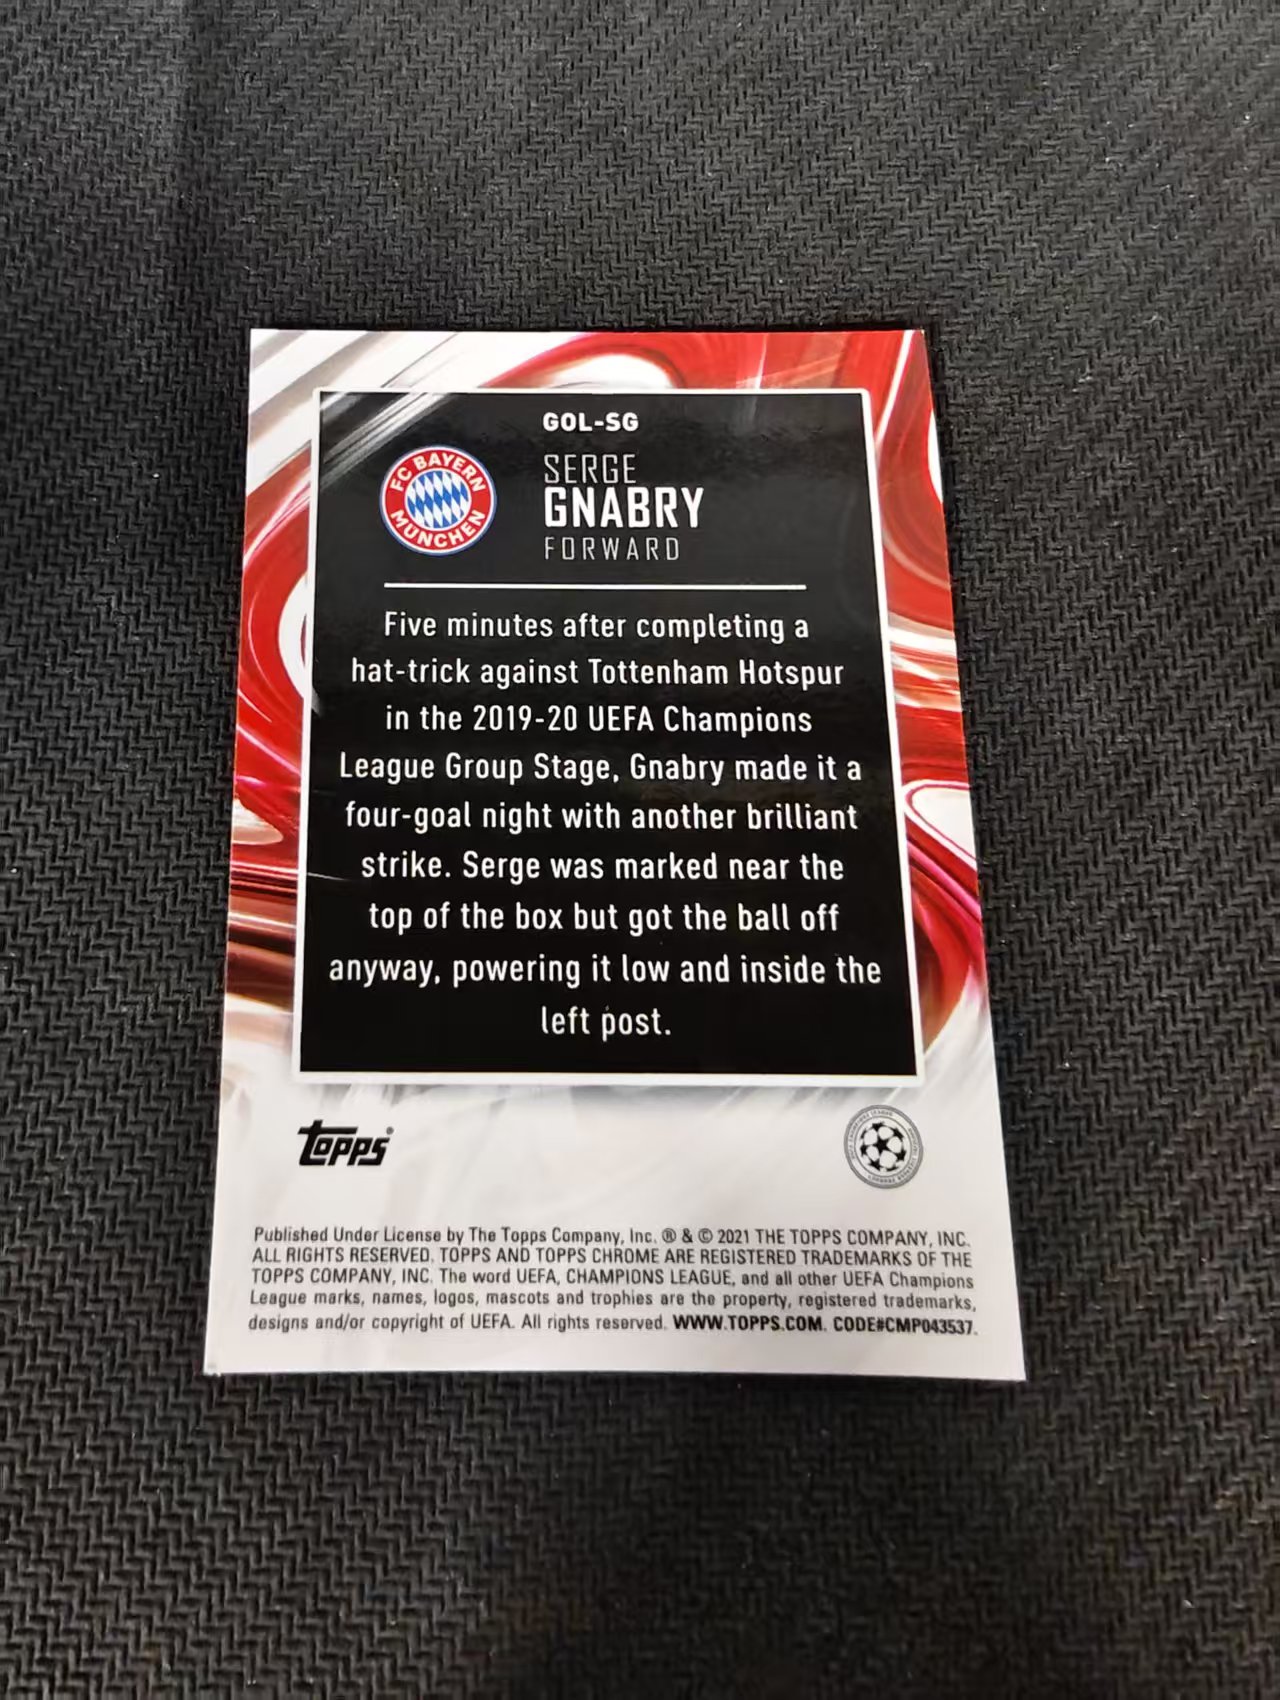 GOL-SG
FC BAYERN
MÜNCHEN
SERGE
GNABRY
FORWARD
Five minutes after completing a
hat-trick against Tottenham Hotspur
in the 2019-20 UEFA Champions
League Group Stage, Gnabry made it a
four-goal night with another brilliant
strike. Serge was marked near the
top of the box but got the ball off
anyway, powering it low and inside the
left post.
Topps®
Published Under License by The Topps Company, Inc. ® & © 2021 THE TOPPS COMPANY, INC.
ALL RIGHTS RESERVED. TOPPS AND TOPPS CHROME ARE REGISTERED TRADEMARKS OF THE
TOPPS COMPANY, INC. The word UEFA, CHAMPIONS LEAGUE, and all other UEFA Champions
League marks, names, logos, mascots and trophies are the property, registered trademarks,
designs and/or copyright of UEFA. All rights reserved. WWW.TOPPS.COM. CODE#CMP043537.